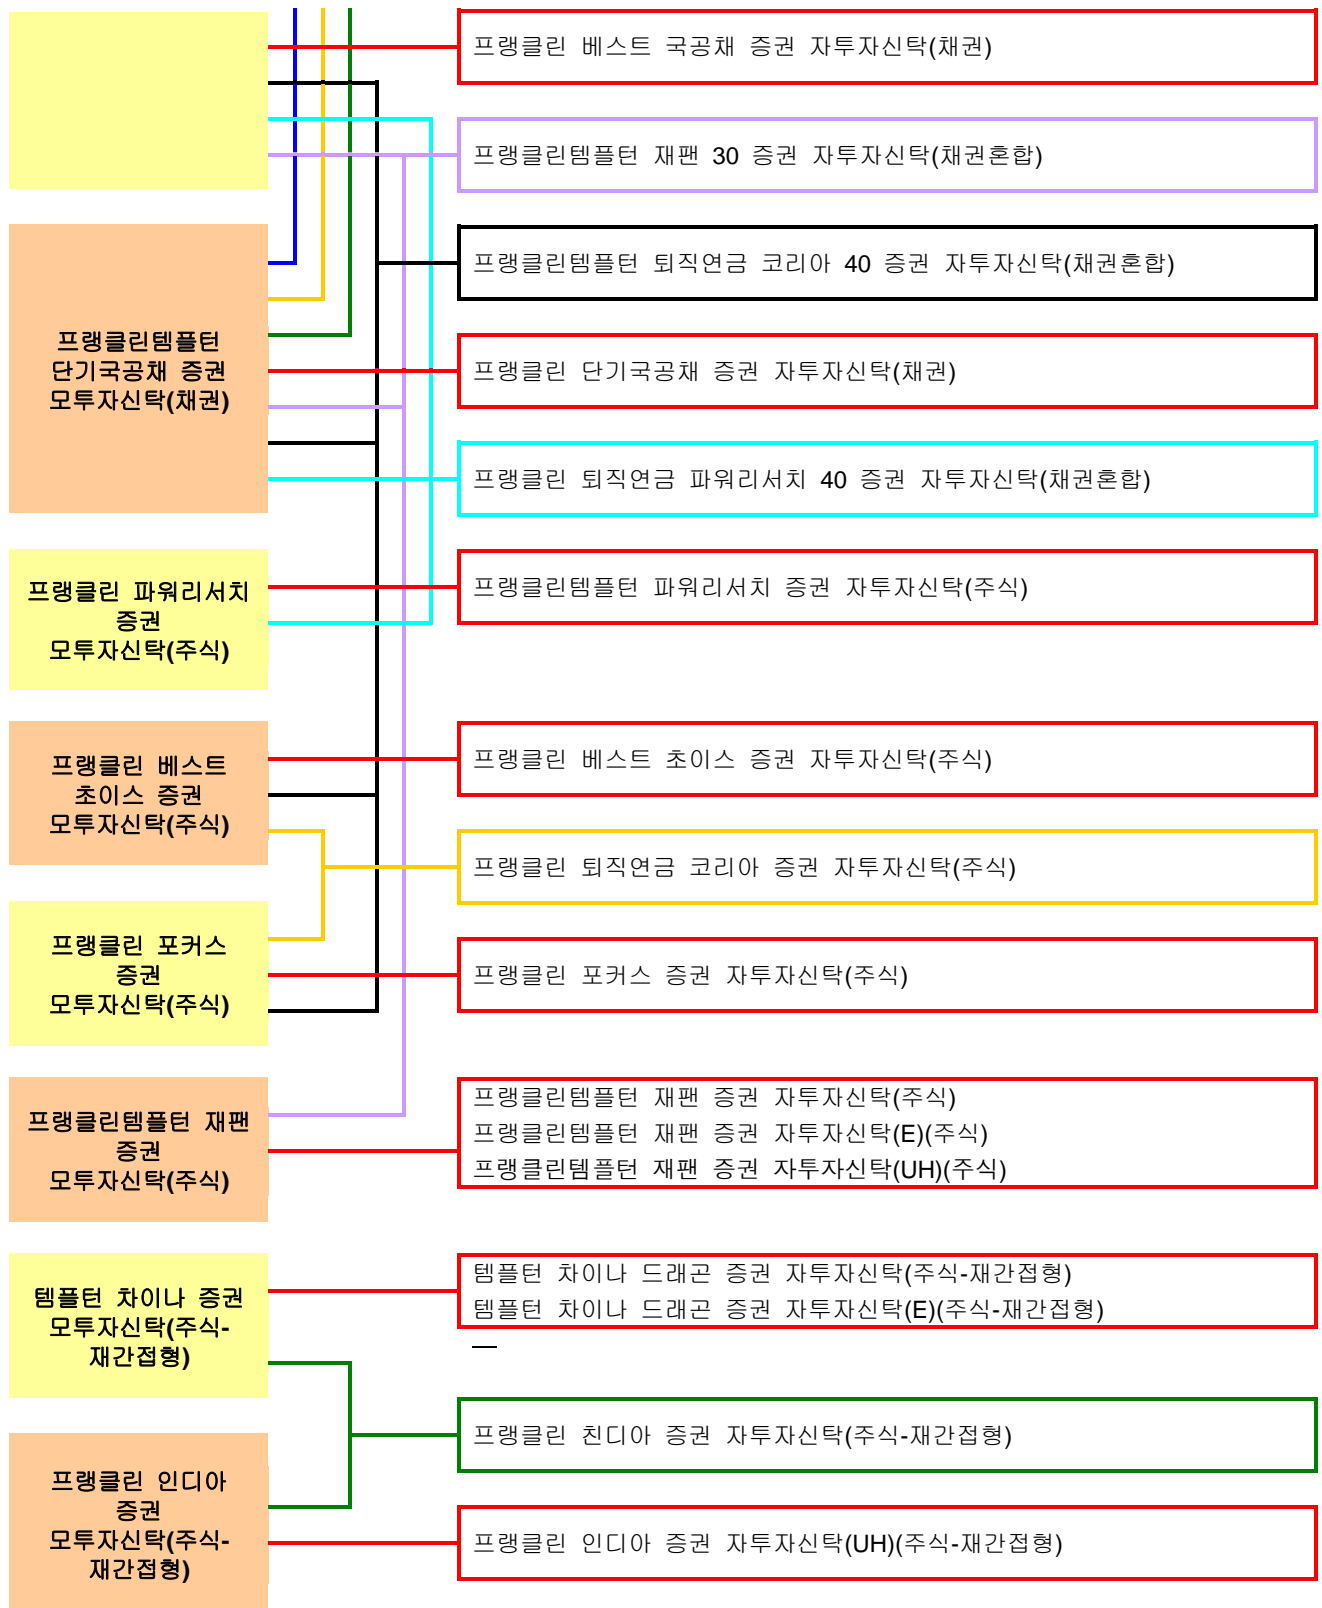 프랭클린 베스트 국공채 증권 자투자신탁(채권)
프랭클린템플턴 재팬 30 증권 자투자신탁(채권혼합)
프랭클린템플턴 퇴직연금 코리아 40 증권 자투자신탁(채권혼합)
프랭클린템플턴
단기국공채 증권
모투자신탁(채권)
프랭클린 단기국공채 증권 자투자신탁(채권)
프랭클린 퇴직연금 파워리서치 40 증권 자투자신탁(채권혼합)
프랭클린 파워리서치
증권
모투자신탁(주식)
프랭클린템플턴 파워리서치 증권 자투자신탁(주식)
프랭클린 베스트
초이스 증권
모투자신탁(주식)
프랭클린 베스트 초이스 증권 자투자신탁(주식)
프랭클린 퇴직연금 코리아 증권 자투자신탁(주식)
프랭클린 포커스
증권
모투자신탁(주식)
프랭클린 포커스 증권 자투자신탁(주식)
프랭클린템플턴 재팬
증권
모투자신탁(주식)
프랭클린템플턴 재팬 증권 자투자신탁(주식)
프랭클린템플턴 재팬 증권 자투자신탁(E)(주식)
프랭클린템플턴 재팬 증권 자투자신탁(UH)(주식)
템플턴 차이나 증권
모투자신탁(주식-
재간접형)
템플턴 차이나 드래곤 증권 자투자신탁(주식-재간접형)
템플턴 차이나 드래곤 증권 자투자신탁(E)(주식-재간접형)
프랭클린 친디아 증권 자투자신탁(주식-재간접형)
프랭클린 인디아
증권
모투자신탁(주식-
재간접형)
프랭클린 인디아 증권 자투자신탁(UH)(주식-재간접형)